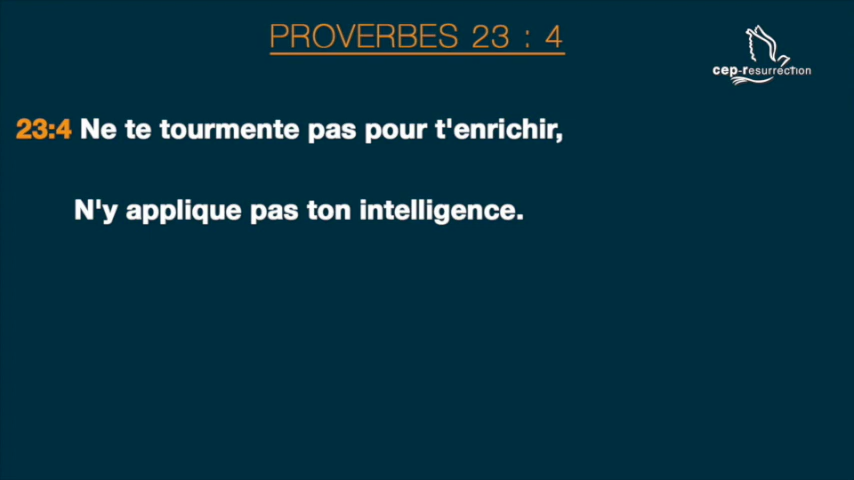 PROVERBES 23 : 4
cep-resurrection
23:4 Ne te tourmente pas pour t'enrichir,
N'y applique pas ton intelligence.